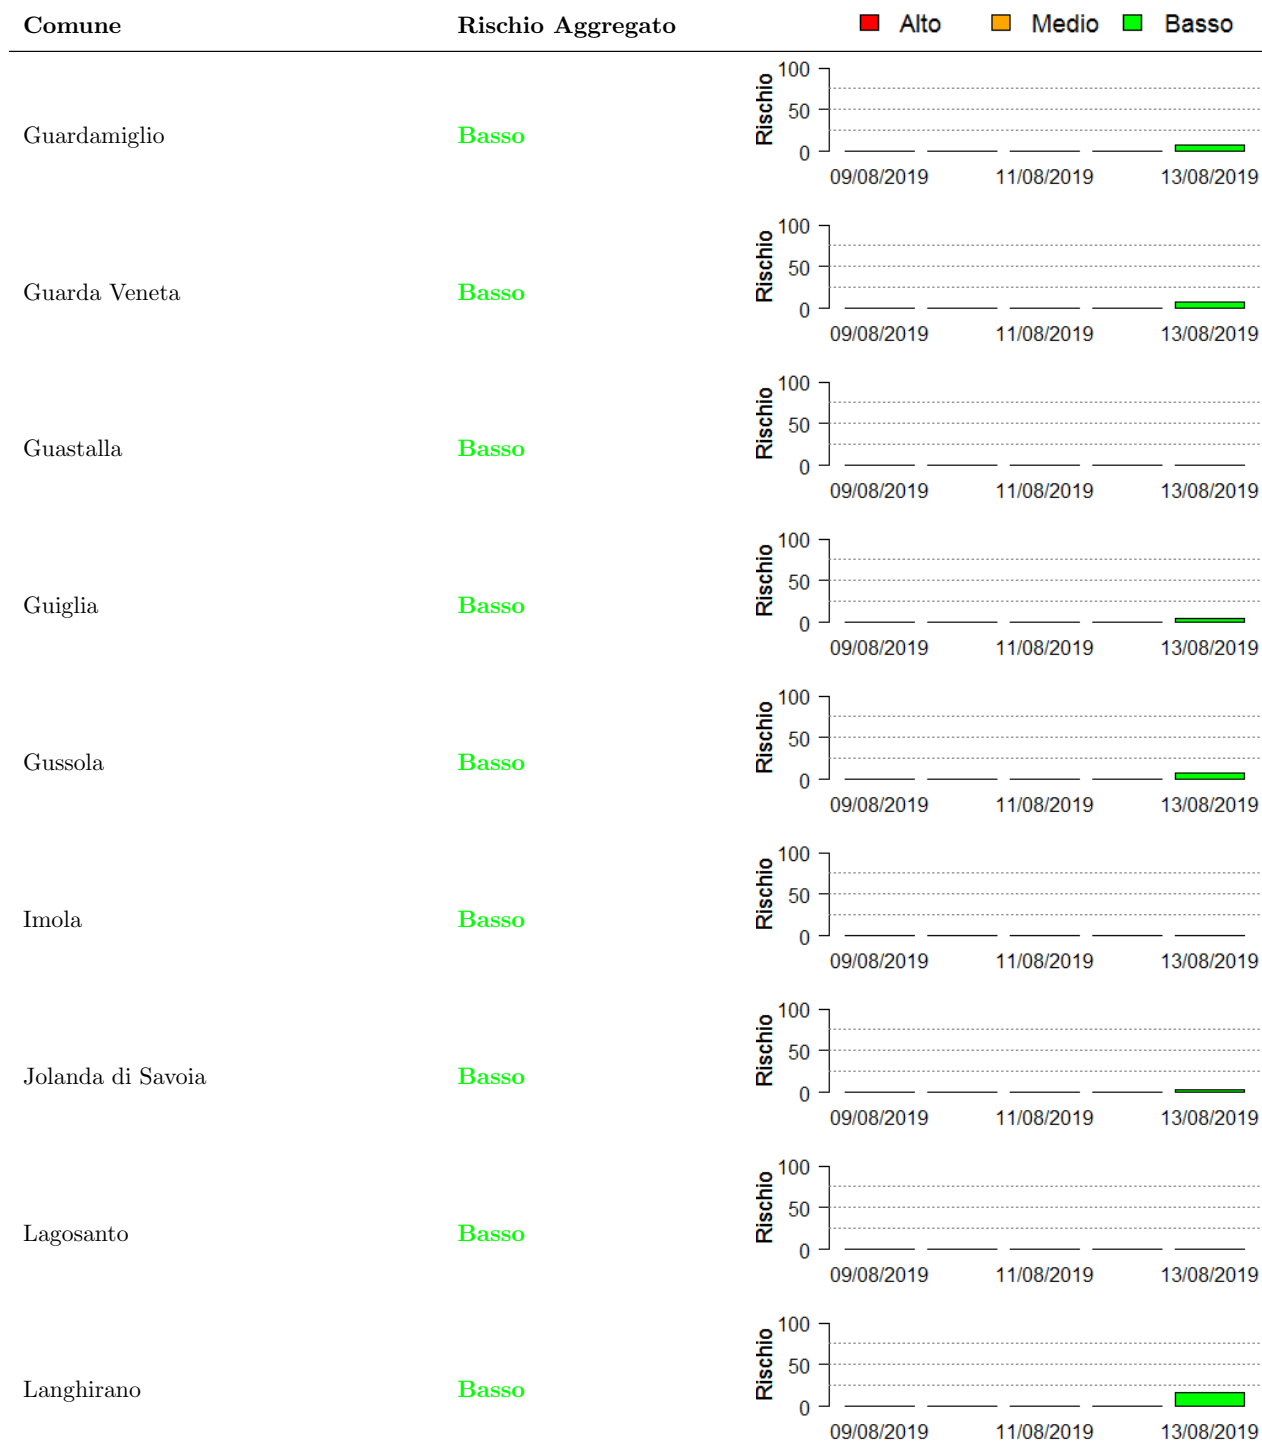 Comune Rischio Aggregato Alto Medio Basso
Guardamiglio Basso
Rischio
100
50
0
09/08/2019 11/08/2019 13/08/2019
Guarda Veneta Basso
Rischio
100
50
0
09/08/2019 11/08/2019 13/08/2019
Guastalla Basso
Rischio
100
50
0
09/08/2019 11/08/2019 13/08/2019
Guiglia Basso
Rischio
100
50
0
09/08/2019 11/08/2019 13/08/2019
Gussola Basso
Rischio
100
50
0
09/08/2019 11/08/2019 13/08/2019
Imola Basso
Rischio
100
50
0
09/08/2019 11/08/2019 13/08/2019
Jolanda di Savoia Basso
Rischio
100
50
0
09/08/2019 11/08/2019 13/08/2019
Lagosanto Basso
Rischio
100
50
0
09/08/2019 11/08/2019 13/08/2019
Langhirano Basso
Rischio
100
50
0
09/08/2019 11/08/2019 13/08/2019